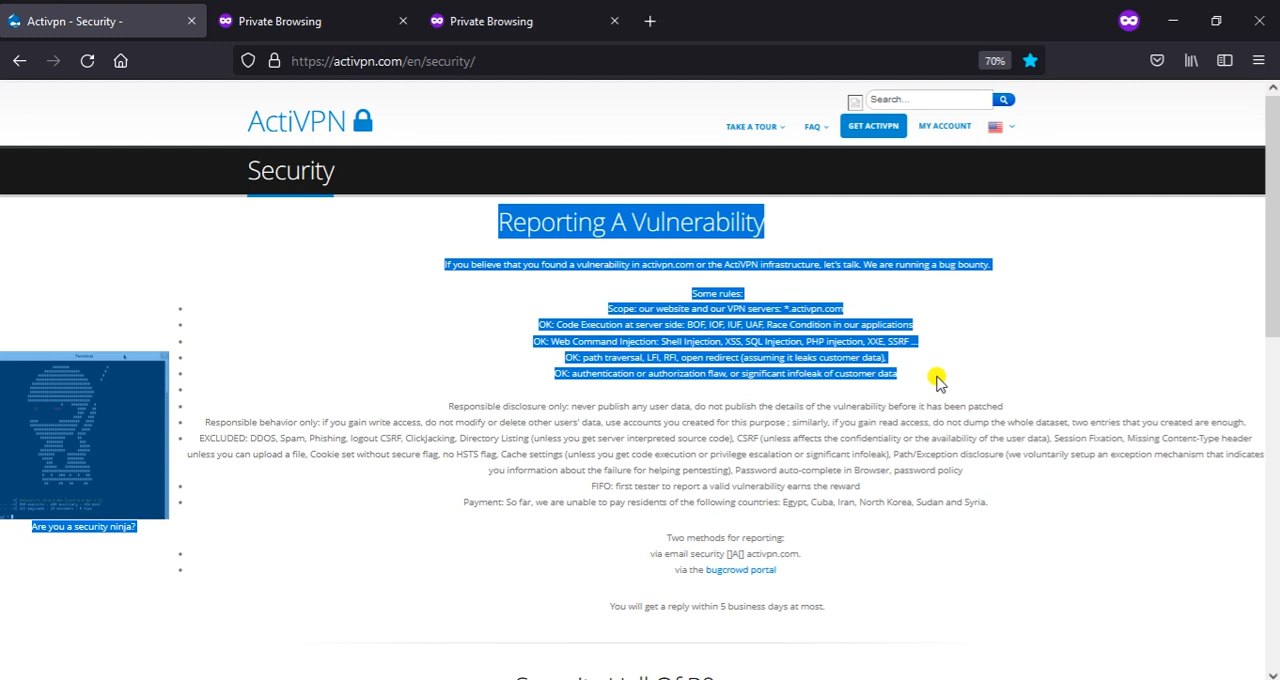 Activpn - Security -
Private Browsing
Private Browsing
https://activpn.com/en/security/
70%
ActiVPN
Search...
TAKE A TOUR
FAQ
GET ACTIVPN
MY ACCOUNT
Security
Reporting A Vulnerability
If you believe that you found a vulnerability in activpn.com or the ActiVPN infrastructure, let's talk. We are running a bug bounty.
Some rules:
Scope: our website and our VPN servers: *.activpn.com
OK: Code Execution at server side: BOF, IOF, IUF, UAF, Race Condition in our applications
OK: Web Command Injection: Shell Injection, XSS, SQL Injection, PHP injection, XXE, SSRF ...
OK: path traversal, LFI, RFI, open redirect (assuming it leaks customer data),
OK: authentication or authorization flaw, or significant infoleak of customer data
Responsible disclosure only: never publish any user data, do not publish the details of the vulnerability before it has been patched
Responsible behavior only: if you gain write access, do not modify or delete other users' data, use accounts you created for this purpose ; similarly, if you gain read access, do not dump the whole dataset, two entries that you created are enough.
EXCLUDED: DDOS, Spam, Phishing, logout CSRF, ClickJacking, Directory Listing (unless you get server interpreted source code), CSRF (unless affects the confidentiality or the availability of the user data), Session Fixation, Missing Content-Type header
unless you can upload a file, Cookie set without secure flag, no HSTS flag, Cache settings (unless you get code execution or privilege escalation or significant infoleak), Path/Exception disclosure (we voluntarily setup an exception mechanism that indicates
you information about the failure for helping pentesting), Password auto-complete in Browser, password policy
FIFO: first tester to report a valid vulnerability earns the reward
Payment: So far, we are unable to pay residents of the following countries: Egypt, Cuba, Iran, North Korea, Sudan and Syria.
Terminal
Are you a security ninja?
Two methods for reporting:
via email security []A[] activpn.com.
via the bugcrowd portal
You will get a reply within 5 business days at most.